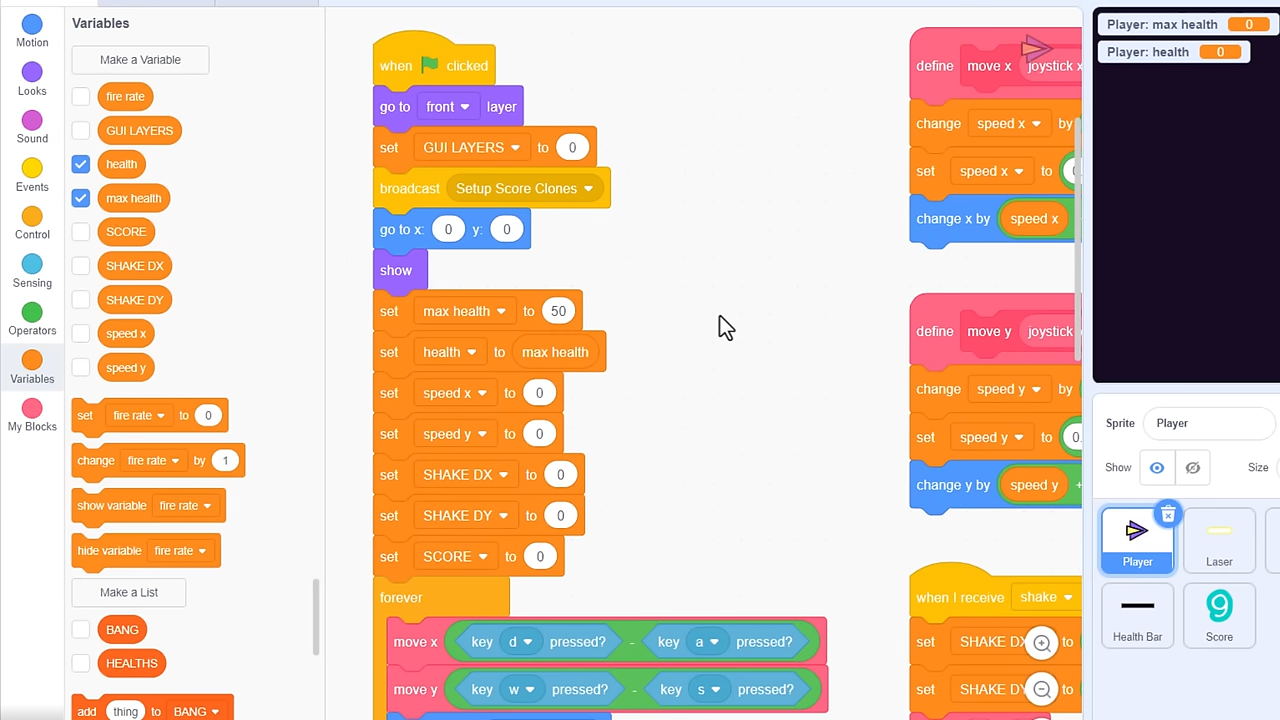 Motion
Looks
Sound
Events
Control
Sensing
Operators
Variables
My Blocks
Variables
Make a Variable
fire rate
GUI LAYERS
health
max health
SCORE
SHAKE DX
SHAKE DY
speed x
speed y
set fire rate to 0
change fire rate by 1
show variable fire rate
hide variable fire rate
Make a List
BANG
HEALTHS
add thing to BANG
when clicked
go to front layer
set GUI LAYERS to 0
broadcast Setup Score Clones
go to x: 0 y: 0
show
set max health to 50
set health to max health
set speed x to 0
set speed y to 0
set SHAKE DX to 0
set SHAKE DY to 0
set SCORE to 0
forever
move x key d pressed? - key a pressed?
move y key w pressed? - key s pressed?
define move x joystick x
change speed x by
set speed x to
change x by speed x
define move y joystick
change speed y by
set speed y to 0.
change y by speed y +
when I receive shake
set SHAKE DX to
set SHAKE DY to
Player: max health 0
Player: health 0
Sprite Player
Show Size
Player
Laser
Health Bar
9
Score